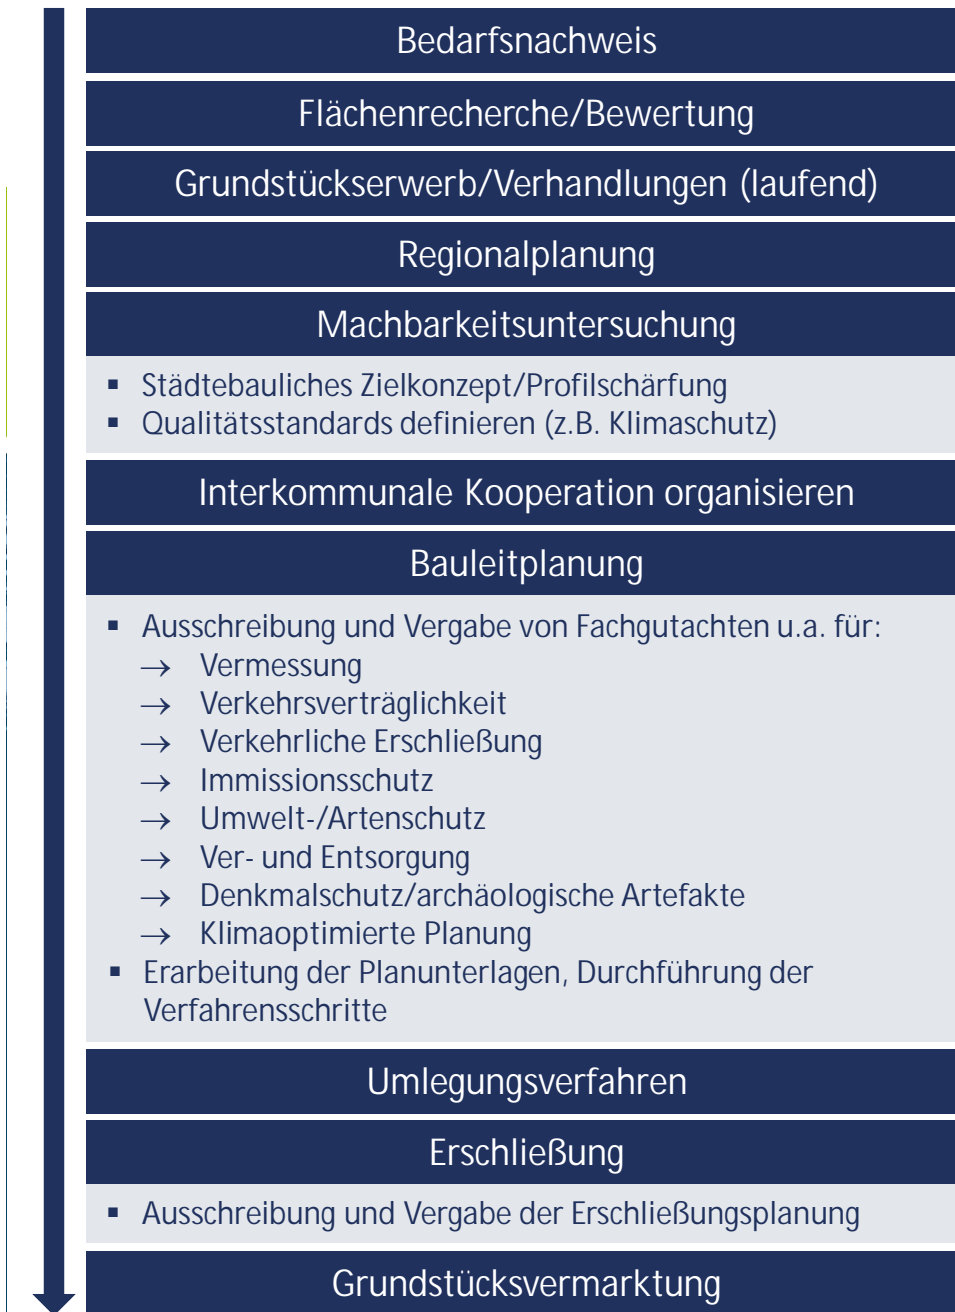 Bedarfsnachweis
Flächenrecherche/Bewertung
Grundstückserwerb/Verhandlungen (laufend)
Regionalplanung
Machbarkeitsuntersuchung
▪ Städtebauliches Zielkonzept/Profilschärfung
▪ Qualitätsstandards definieren (z.B. Klimaschutz)
Interkommunale Kooperation organisieren
Bauleitplanung
▪ Ausschreibung und Vergabe von Fachgutachten u.a. für:
→ Vermessung
→ Verkehrsverträglichkeit
→ Verkehrliche Erschließung
→ Immissionsschutz
→ Umwelt-/Artenschutz
→ Ver- und Entsorgung
→ Denkmalschutz/archäologische Artefakte
→ Klimaoptimierte Planung
▪ Erarbeitung der Planunterlagen, Durchführung der
Verfahrensschritte
Umlegungsverfahren
Erschließung
▪ Ausschreibung und Vergabe der Erschließungsplanung
Grundstücksvermarktung